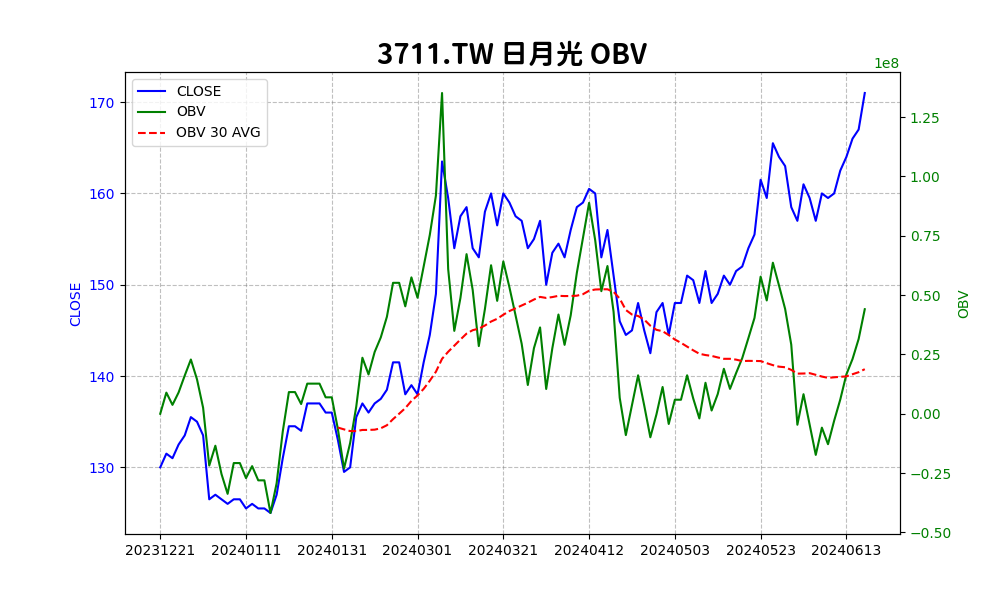 3711.TW 日月光 OBV
1e8
CLOSE
OBV
OBV 30 AVG
170
160
150
140
130
CLOSE
1.25
1.00
0.75
0.50
0.25
0.00
−0.25
−0.50
OBV
20231221 20240111 20240131 20240301 20240321 20240412 20240503 20240523 20240613